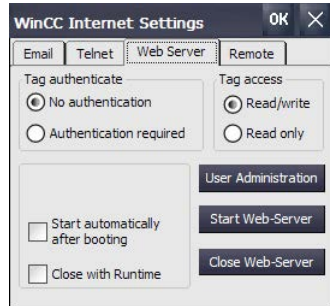 WinCC Internet Settings OK
Email Telnet Web Server Remote
Tag authenticate
No authentication
Authentication required
Tag access
Read/write
Read only
User Administration
Start automatically
after booting
Start Web-Server
Close with Runtime
Close Web-Server